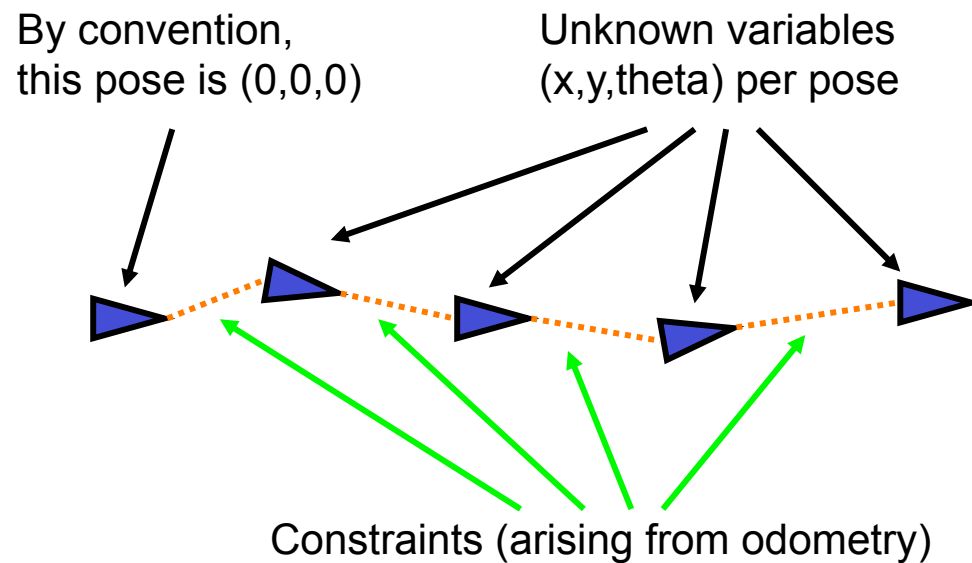 By convention,
this pose is (0,0,0)
Unknown variables
(x,y,theta) per pose
Constraints (arising from odometry)